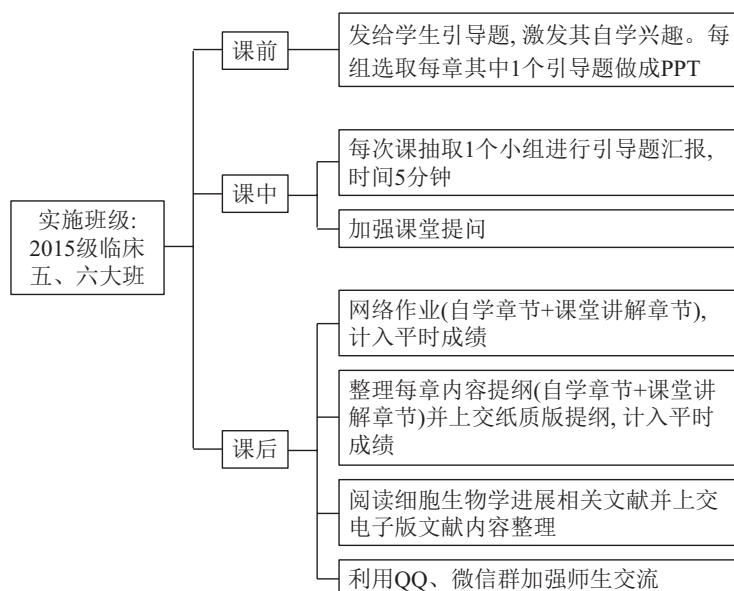 课前
发给学生引导题, 激发其自学兴趣。每
组选取每章其中1个引导题做成PPT
每次课抽取1个小组进行引导题汇报,
时间5分钟
课中
加强课堂提问
实施班级:
2015级临床
五、六大班
网络作业(自学章节+课堂讲解章节),
计入平时成绩
整理每章内容提纲(自学章节+课堂讲
解章节)并上交纸质版提纲, 计入平时
成绩
课后
阅读细胞生物学进展相关文献并上交
电子版文献内容整理
利用QQ、微信群加强师生交流